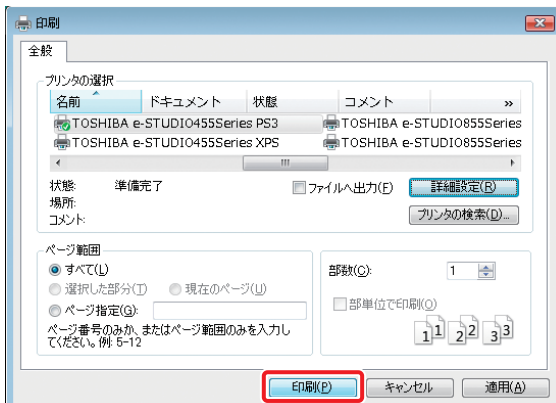 印刷
全般
プリンタの選択
名前 ドキュメント 状態 コメント »
TOSHIBA e-STUDIO455Series PS3 TOSHIBA e-STUDIO855Series
TOSHIBA e-STUDIO455Series XPS TOSHIBA e-STUDIO855Series
状態: 準備完了 ファイルへ出力(F) 詳細設定(R)
場所:
コメント: プリンタの検索(D)...
ページ範囲
すべて(L) 部数(C): 1
選択した部分(T) 現在のページ(U) 部単位で印刷(O)
ページ指定(G):
ページ番号のみか、またはページ範囲のみを入力し
てください。例: 5-12
1 1 2 2 3 3
印刷(P) キャンセル 適用(A)